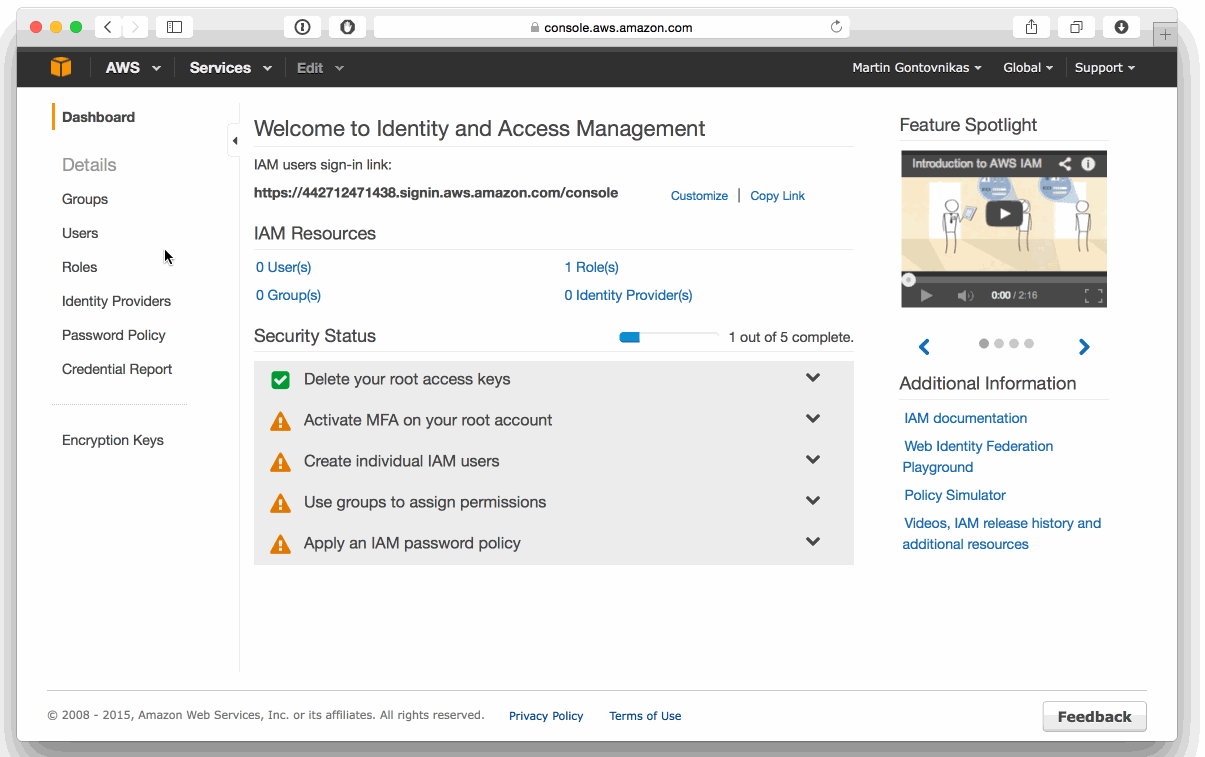 console.aws.amazon.com
AWS Services Edit Martin Gontovnikas Global Support
Dashboard
Details
Groups
Users
Roles
Identity Providers
Password Policy
Credential Report
Encryption Keys
Welcome to Identity and Access Management
IAM users sign-in link:
https://442712471438.signin.aws.amazon.com/console Customize | Copy Link
IAM Resources
0 User(s) 1 Role(s)
0 Group(s) 0 Identity Provider(s)
Security Status 1 out of 5 complete.
Delete your root access keys
Activate MFA on your root account
Create individual IAM users
Use groups to assign permissions
Apply an IAM password policy
Feature Spotlight
Introduction to AWS IAM
0:00 / 2:16
Additional Information
IAM documentation
Web Identity Federation
Playground
Policy Simulator
Videos, IAM release history and
additional resources
© 2008 - 2015, Amazon Web Services, Inc. or its affiliates. All rights reserved. Privacy Policy Terms of Use
Feedback